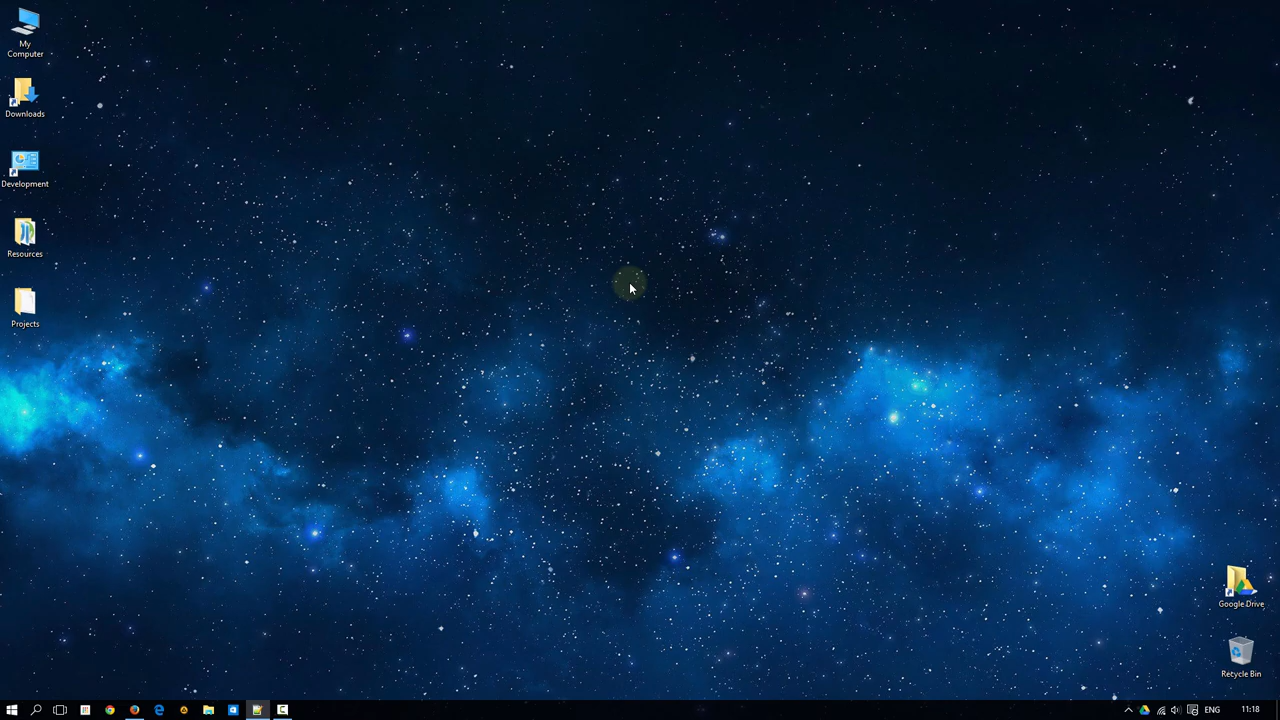 My
Computer
Downloads
Development
Resources
Projects
Google Drive
Recycle Bin
ENG
11:18